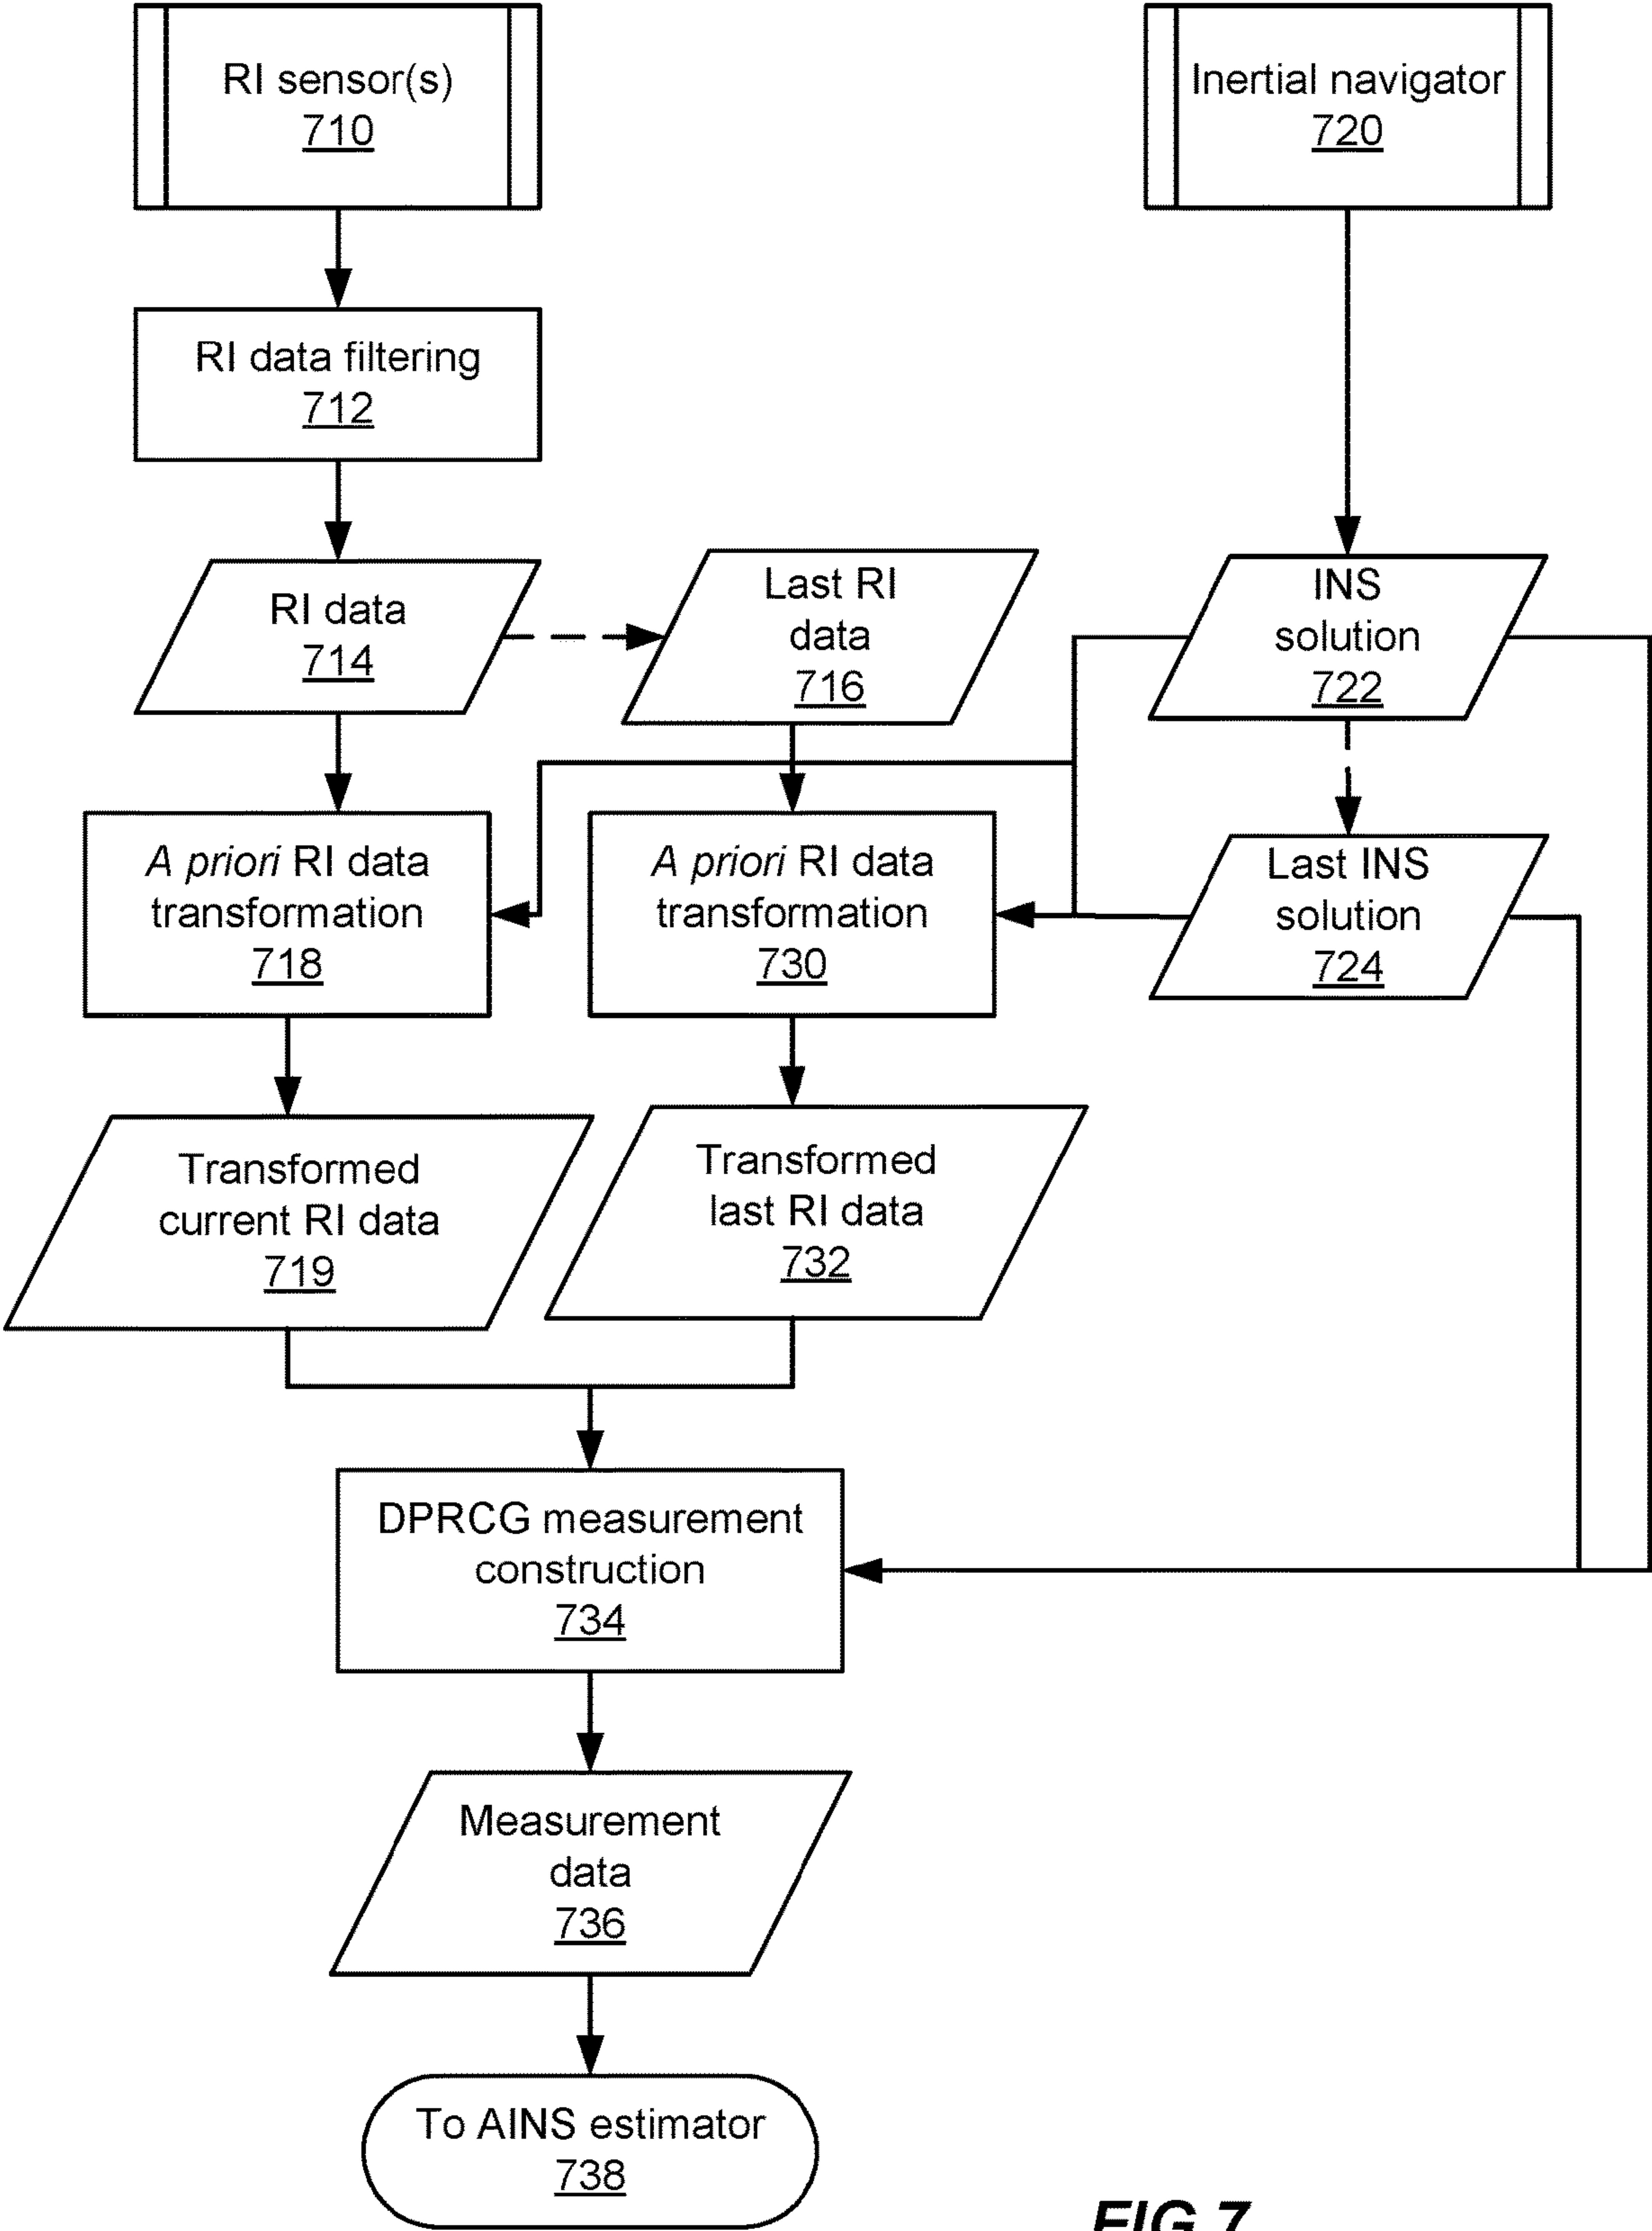 RI sensor(s)
710
Inertial navigator
720
RI data filtering
712
RI data
714
Last RI
data
716
INS
solution
722
A priori RI data
transformation
718
A priori RI data
transformation
730
Last INS
solution
724
Transformed
current RI data
719
Transformed
last RI data
732
DPRCG measurement
construction
734
Measurement
data
736
To AINS estimator
738
FIG 7